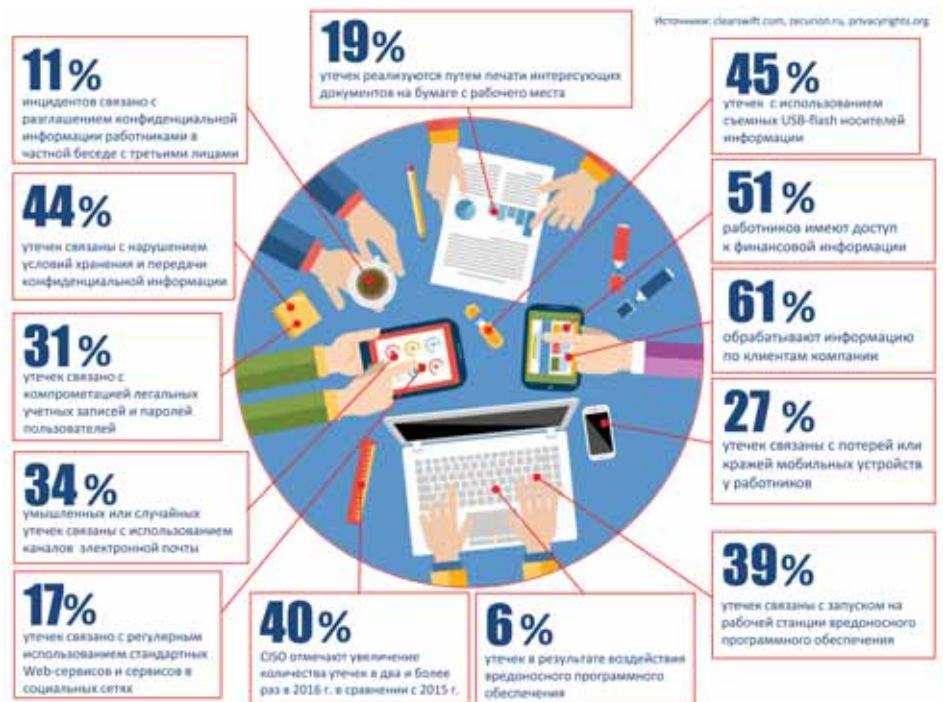 Источники: clearswift.com, zecurion.ru, privacyrights.org
11%
инцидентов связано с
разглашением конфиденциальной
информации работниками в
частной беседе с третьими лицами
19%
утечек реализуются путем печати интересующих
документов на бумаге с рабочего места
45%
утечек с использованием
съемных USB-flash носителей
информации
44%
утечек связаны с нарушением
условий хранения и передачи
конфиденциальной информации
51%
работников имеют доступ
к финансовой информации
31%
утечек связано с
компрометацией легальных
учетных записей и паролей
пользователей
61%
обрабатывают информацию
по клиентам компании
27 %
утечек связаны с потерей или
кражей мобильных устройств
у работников
34 %
умышленных или случайных
утечек связаны с использованием
каналов электронной почты
39%
утечек связаны с запуском на
рабочей станции вредоносного
программного обеспечения
17%
утечек связано с регулярным
использованием стандартных
Web-сервисов и сервисов в
социальных сетях
40%
CISO отмечают увеличение
количества утечек в два и более
раз в 2016 г. в сравнении с 2015 г.
6%
утечек в результате воздействия
вредоносного программного
обеспечения